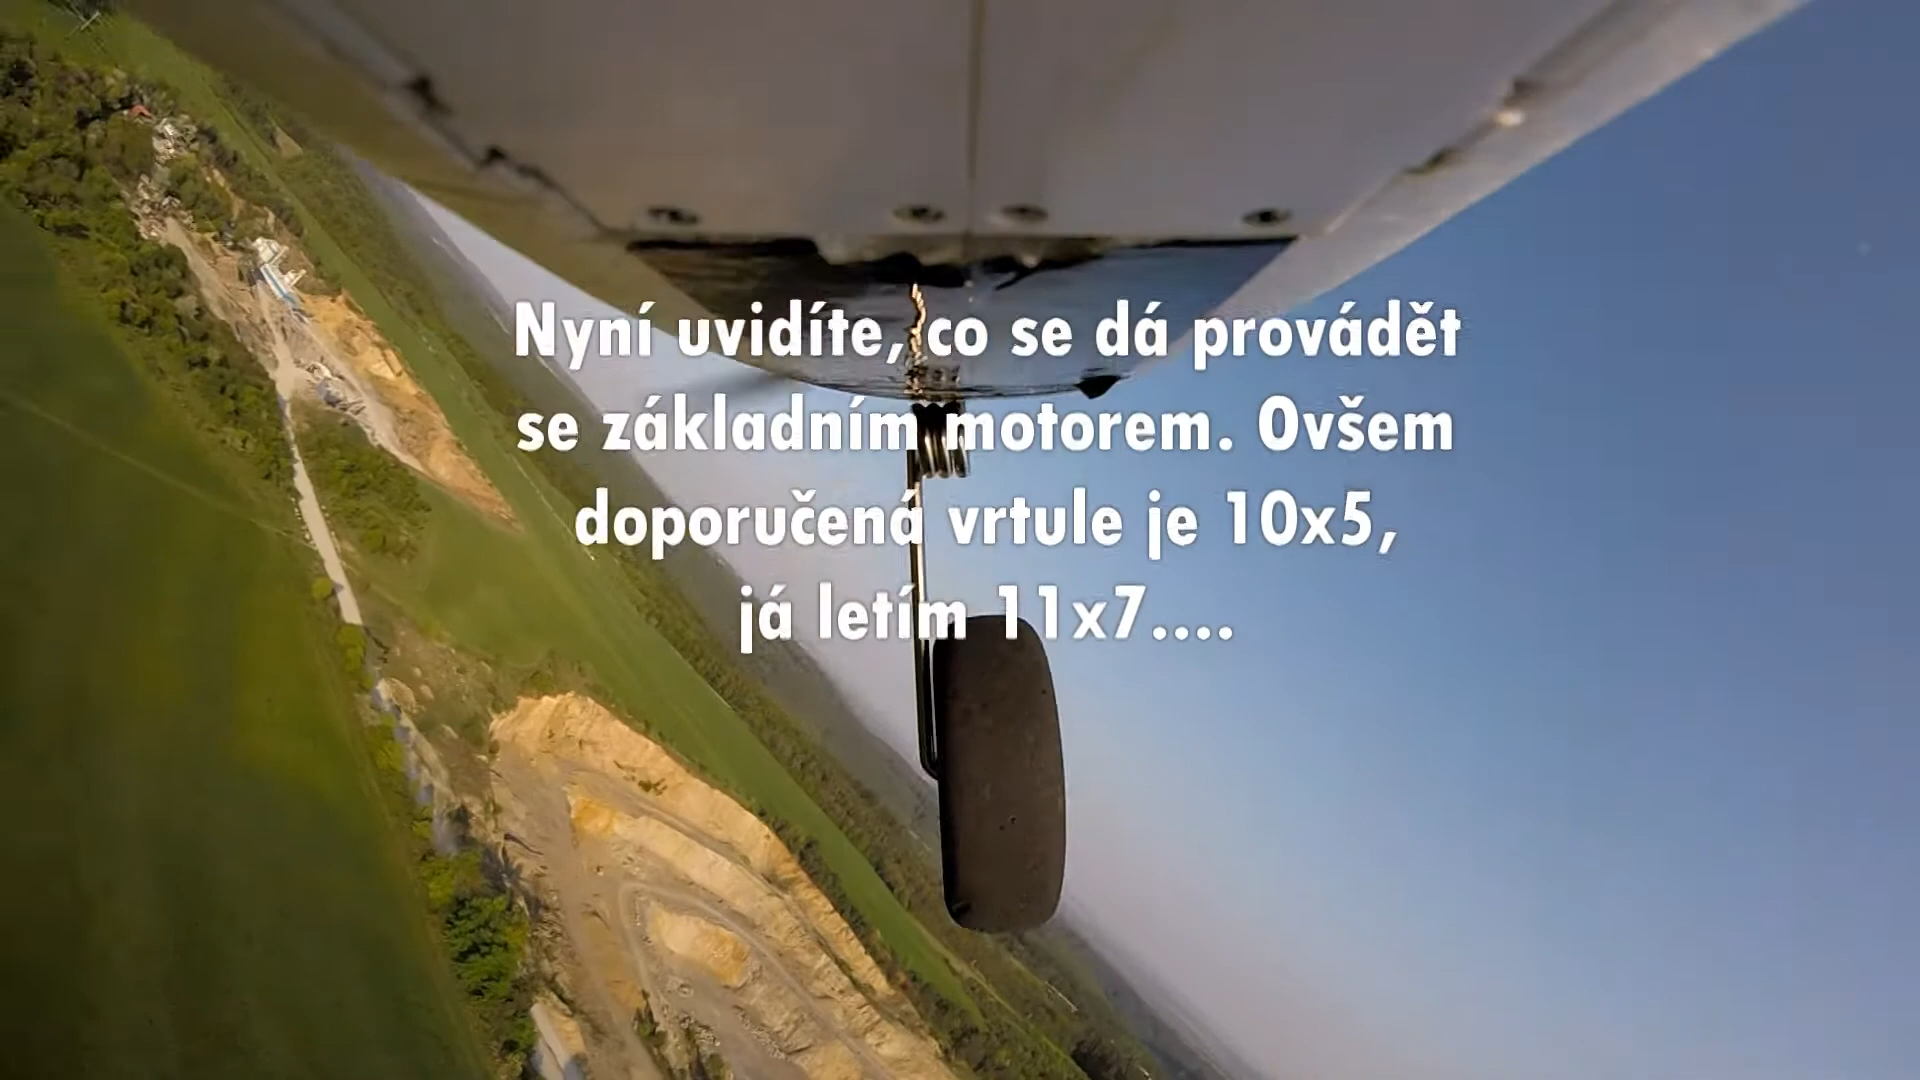 Nyní uvidíte, co se dá provádět
se základním motorem. Ovšem
doporučená vrtule je 10x5,
já letím 11x7....